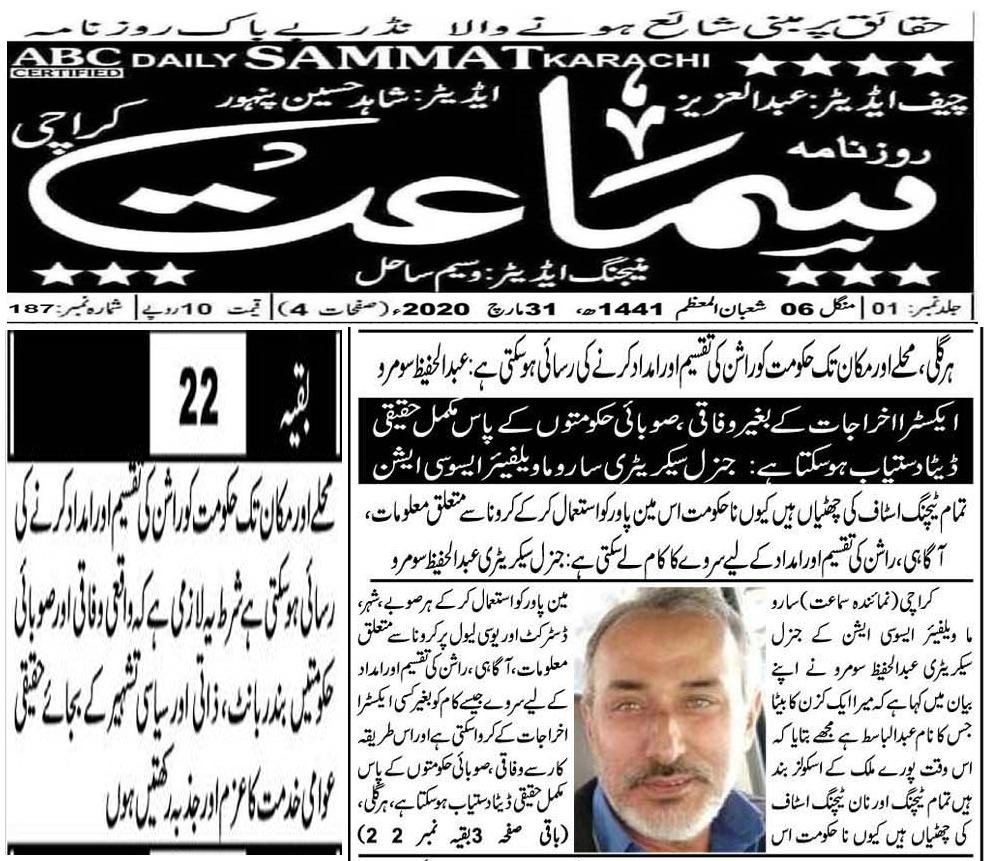 حقائق پر مبنی شائع ہونے والا نڈر بے باک روزنامہ
ABC CERTIFIED DAILY SAMMAT KARACHI
چیف ایڈیٹر: عبدالعزیز
ایڈیٹر: شاہد حسین پنہور
روزنامہ
سماعت
کراچی
منیجنگ ایڈیٹر: وسیم ساحل
جلد نمبر: 01 | منگل 06 شعبان المعظم 1441ھ، 31 مارچ 2020ء (صفحات 4) | قیمت 10 روپے | شمارہ نمبر: 187
ہر گلی، محلے اور مکان تک حکومت کو راشن کی تقسیم اور امداد کرنے کی رسائی ہوسکتی ہے: عبدالحفیظ سومرو
ایکسٹرا اخراجات کے بغیر وفاقی، صوبائی حکومتوں کے پاس مکمل حقیقی
ڈیٹا دستیاب ہوسکتا ہے: جنرل سیکریٹری ساروما ویلفیئر ایسوسی ایشن
تمام ٹیچنگ اسٹاف کی چھٹیاں ہیں کیوں نا حکومت اس مین پاور کو استعمال کرکے کرونا سے متعلق معلومات،
آگاہی، راشن کی تقسیم اور امداد کے لیے سروے کا کام لے سکتی ہے: جنرل سیکریٹری عبدالحفیظ سومرو
کراچی (نمائندہ سماعت) سارو
ما ویلفیئر ایسوسی ایشن کے جنرل
سیکریٹری عبدالحفیظ سومرو نے اپنے
بیان میں کہا ہے کہ میرا ایک کزن کا بیٹا
جس کا نام عبدالباسط ہے مجھے بتایا کہ
اس وقت پورے ملک کے اسکولز بند
ہیں تمام ٹیچنگ اور نان ٹیچنگ اسٹاف
کی چھٹیاں ہیں کیوں نا حکومت اس
مین پاور کو استعمال کرکے ہر صوبے، شہر،
ڈسٹرکٹ اور یوسی لیول پر کرونا سے متعلق
معلومات، آگاہی، راشن کی تقسیم اور امداد
کے لیے سروے جیسے کام کو بغیر کسی ایکسٹرا
اخراجات کے کرواسکتی ہے اور اس طریقہ
کار سے وفاقی، صوبائی حکومتوں کے پاس
مکمل حقیقی ڈیٹا دستیاب ہوسکتا ہے، ہر گلی،
(باقی صفحہ 3 بقیہ نمبر 22)
بقیہ 22
محلے اور مکان تک حکومت کو راشن کی تقسیم اور امداد کرنے کی
رسائی ہوسکتی ہے شرط یہ لازمی ہے کہ واقعی وفاقی اور صوبائی
حکومتیں بندر بانٹ، ذاتی اور سیاسی تشہیر کے بجائے حقیقی
عوامی خدمت کا عزم اور جذبہ رکھتیں ہوں